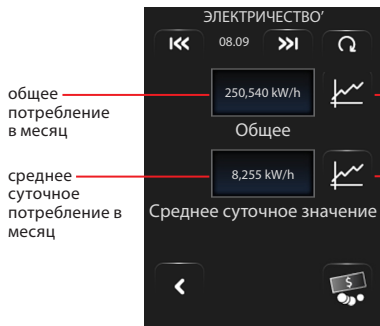 ЭЛЕКТРИЧЕСТВО’
08.09
250,540 kW/h
Общее
8,255 kW/h
Среднее суточное значение
общее
потребление
в месяц
среднее
суточное
потребление в
месяц
$